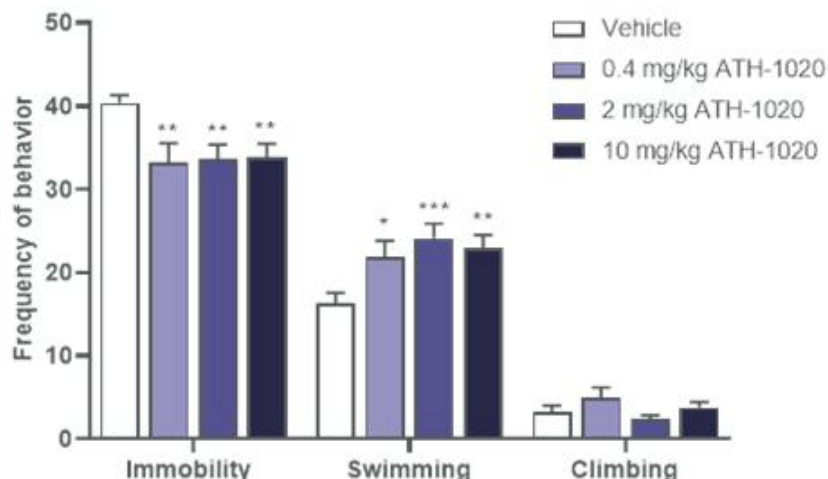 50
40
30
20
10
0
Frequency of behavior
Vehicle
0.4 mg/kg ATH-1020
2 mg/kg ATH-1020
10 mg/kg ATH-1020
** ** **
* *** **
Immobility Swimming Climbing